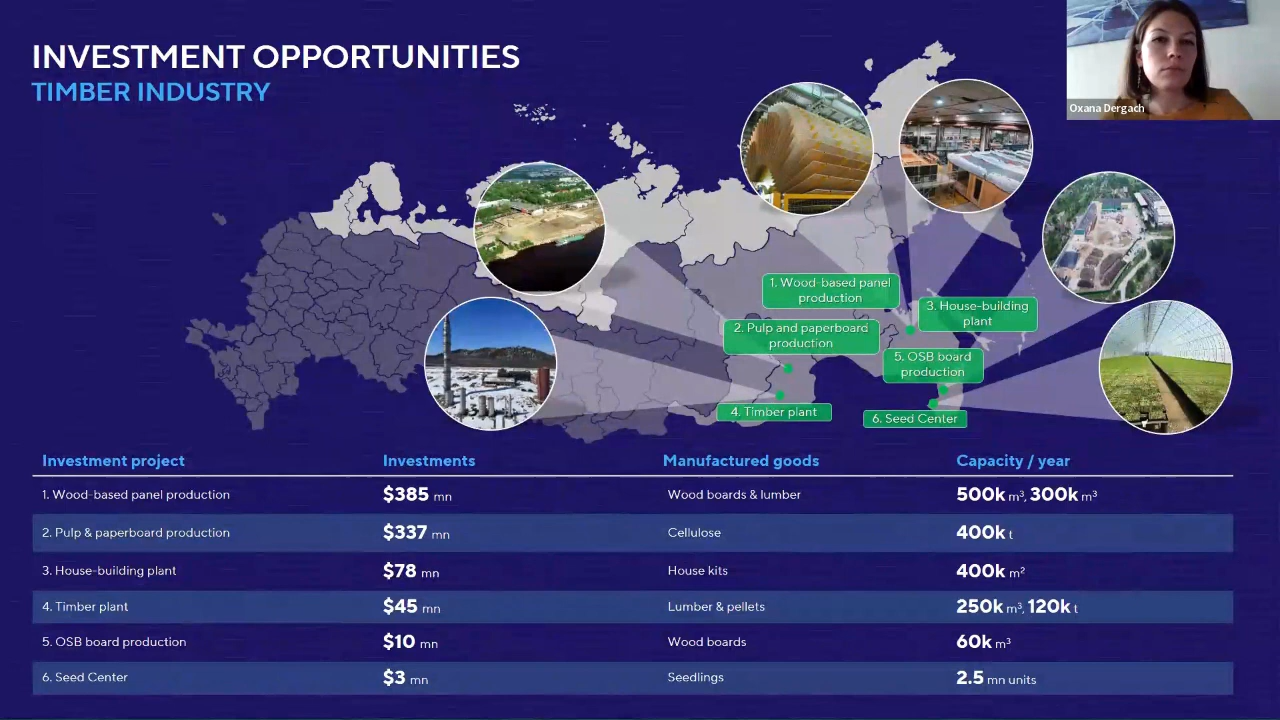 INVESTMENT OPPORTUNITIES
TIMBER INDUSTRY
Oxana Dergach
1. Wood-based panel
production
3. House-building
plant
2. Pulp and paperboard
production
5. OSB board
production
4. Timber plant
6. Seed Center
Investment project Investments Manufactured goods Capacity / year
1. Wood-based panel production $385 mn Wood boards & lumber 500k m³, 300k m³
2. Pulp & paperboard production $337 mn Cellulose 400k t
3. House-building plant $78 mn House kits 400k m²
4. Timber plant $45 mn Lumber & pellets 250k m³, 120k t
5. OSB board production $10 mn Wood boards 60k m³
6. Seed Center $3 mn Seedlings 2.5 mn units